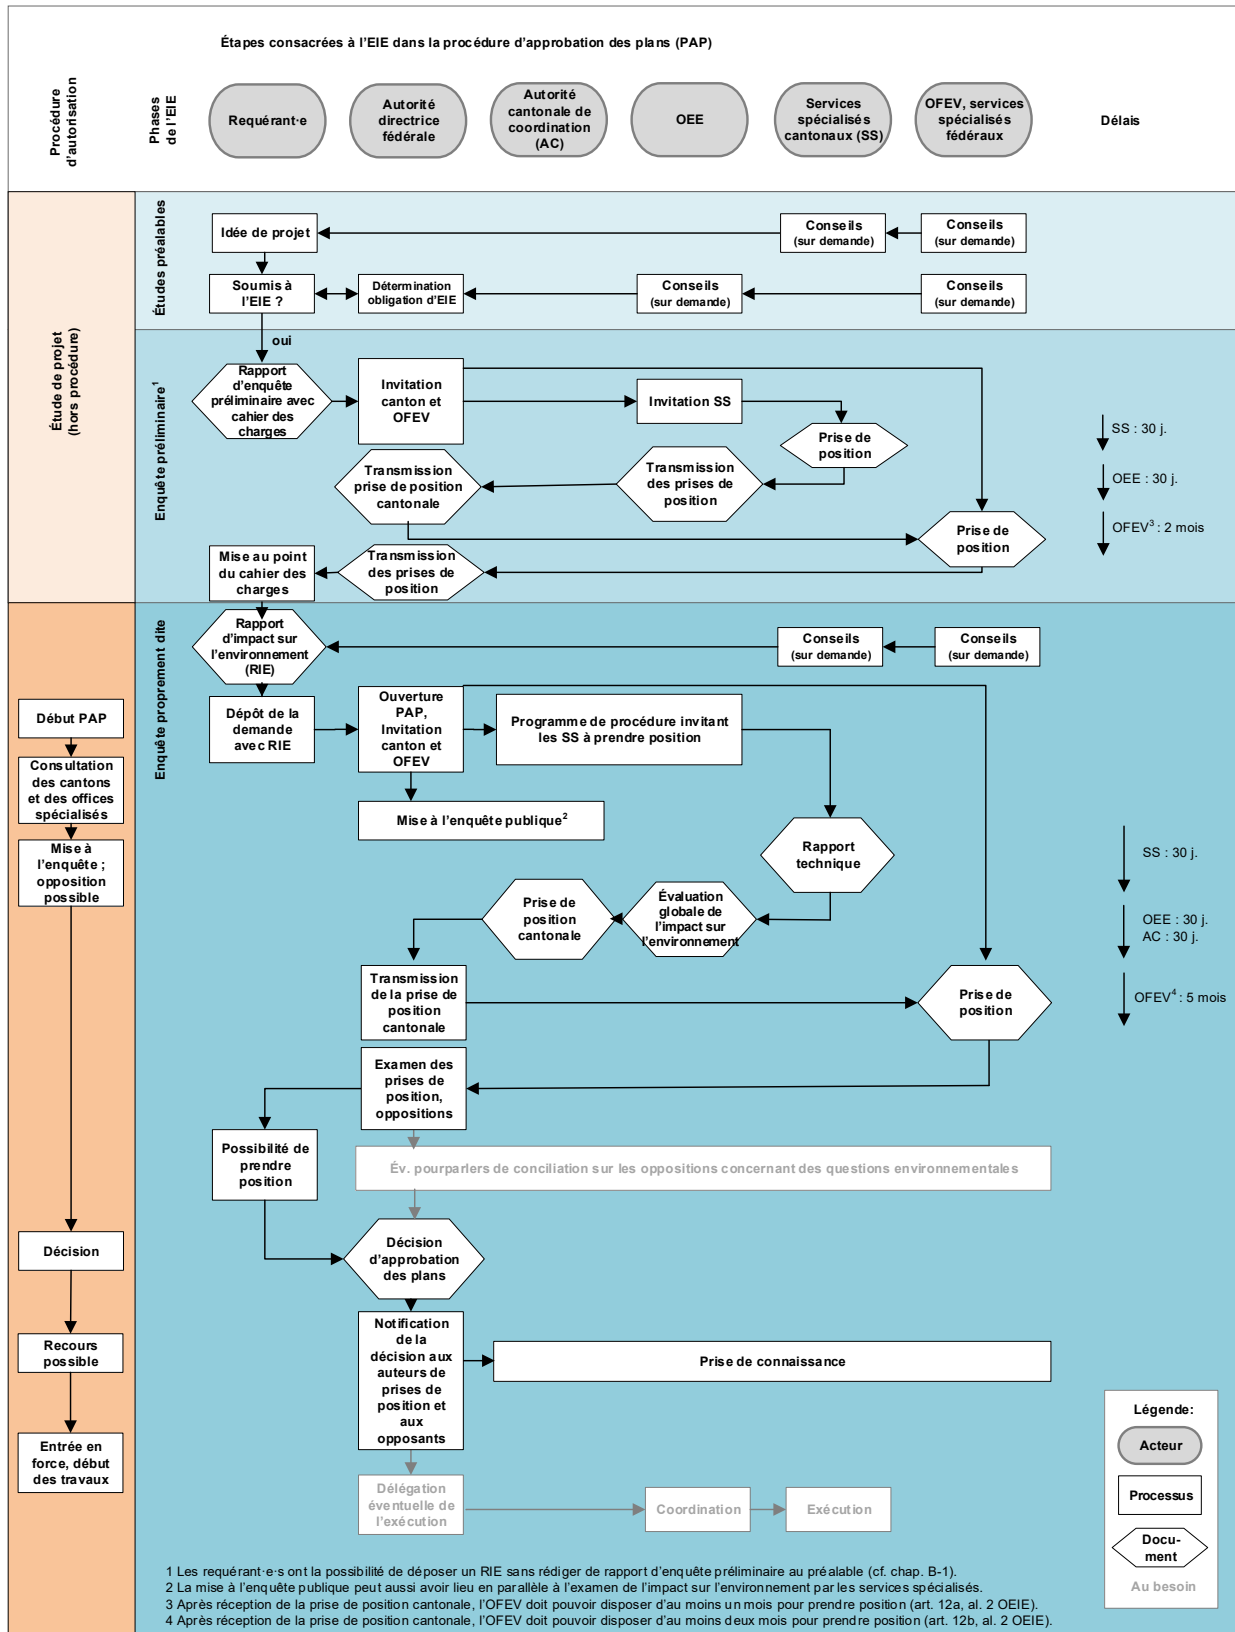 Étapes consacrées à l'EIE dans la procédure d'approbation des plans (PAP)
Procédure
d'autorisation
Phases
de l'EIE
Requérant·e
Autorité
directrice
fédérale
Autorité
cantonale de
coordination
(AC)
OEE
Services
spécialisés
cantonaux (SS)
OFEV, services
spécialisés
fédéraux
Délais
Étude de projet
(hors procédure)
Études préalables
Idée de projet
Conseils
(sur demande)
Conseils
(sur demande)
Soumis à
l'EIE ?
Détermination
obligation d'EIE
Conseils
(sur demande)
Conseils
(sur demande)
oui
Enquête préliminaire1
Rapport
d'enquête
préliminaire avec
cahier des
charges
Invitation
canton et
OFEV
Invitation SS
Prise de
position
SS : 30 j.
Transmission
prise de position
cantonale
Transmission
des prises de
position
OEE : 30 j.
Prise de
position
OFEV3 : 2 mois
Mise au point
du cahier des
charges
Transmission
des prises de
position
Enquête proprement dite
Rapport
d'impact sur
l'environnement
(RIE)
Conseils
(sur demande)
Conseils
(sur demande)
Début PAP
Dépôt de la
demande
avec RIE
Ouverture
PAP,
Invitation
canton et
OFEV
Programme de procédure invitant
les SS à prendre position
Consultation
des cantons
et des offices
spécialisés
Mise à l'enquête publique2
Mise à
l'enquête ;
opposition
possible
Rapport
technique
SS : 30 j.
Prise de
position
cantonale
Évaluation
globale de
l'impact sur
l'environnement
OEE : 30 j.
AC : 30 j.
Transmission
de la prise de
position
cantonale
Prise de
position
OFEV4 : 5 mois
Examen des
prises de
position,
oppositions
Possibilité de
prendre
position
Év. pourparlers de conciliation sur les oppositions concernant des questions environnementales
Décision
Décision
d'approbation
des plans
Recours
possible
Notification
de la
décision aux
auteurs de
prises de
position et
aux
opposants
Prise de connaissance
Entrée en
force, début
des travaux
Délégation
éventuelle de
l'exécution
Coordination
Exécution
Légende:
Acteur
Processus
Docu-
ment
Au besoin
1 Les requérant·e·s ont la possibilité de déposer un RIE sans rédiger de rapport d'enquête préliminaire au préalable (cf. chap. B-1).
2 La mise à l'enquête publique peut aussi avoir lieu en parallèle à l'examen de l'impact sur l'environnement par les services spécialisés.
3 Après réception de la prise de position cantonale, l'OFEV doit pouvoir disposer d'au moins un mois pour prendre position (art. 12a, al. 2 OEIE).
4 Après réception de la prise de position cantonale, l'OFEV doit pouvoir disposer d'au moins deux mois pour prendre position (art. 12b, al. 2 OEIE).